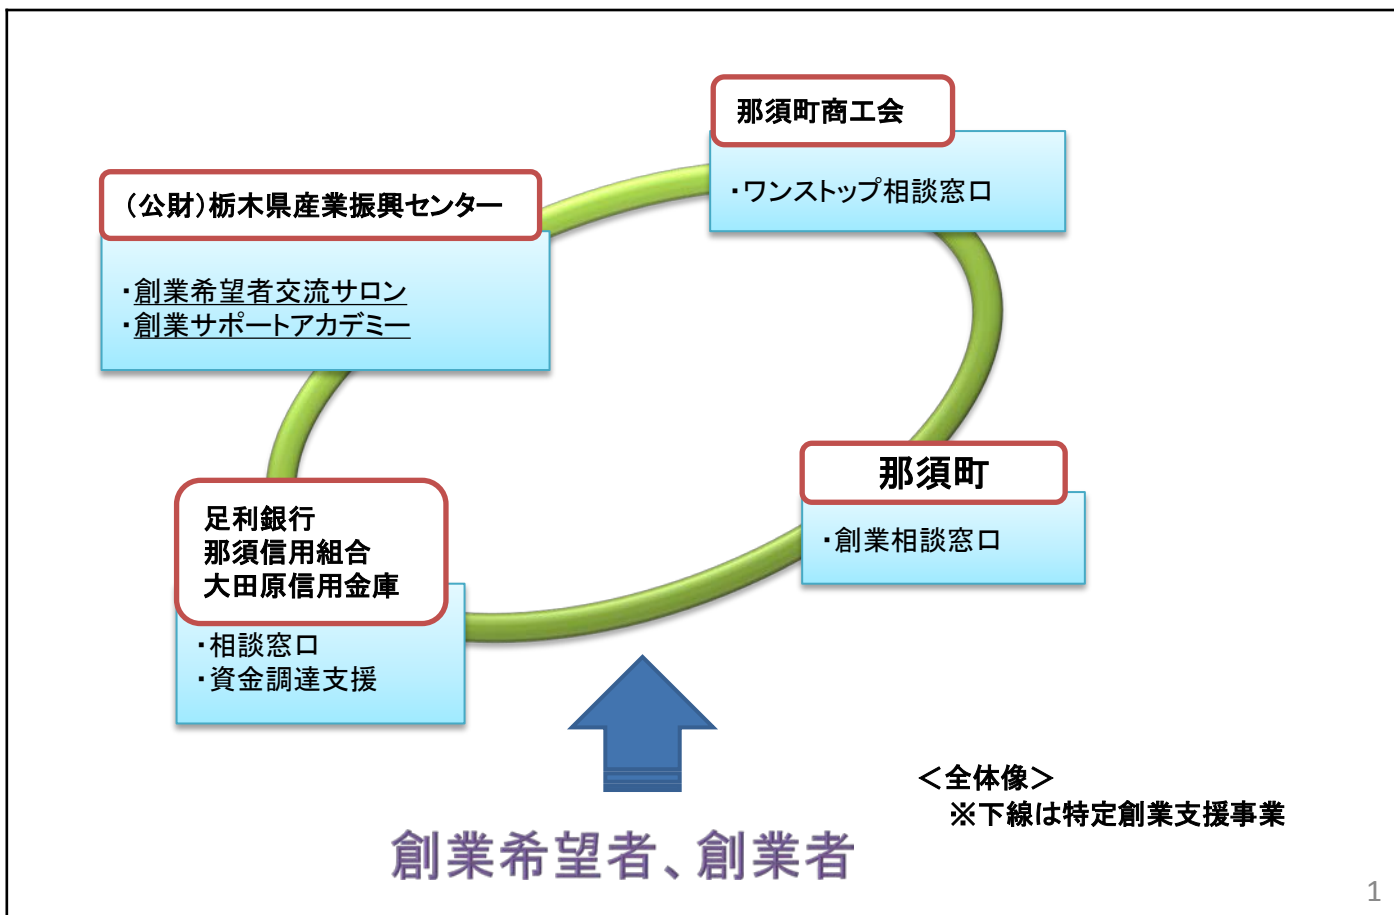 那須町商工会
・ワンストップ相談窓口
（公財）栃木県産業振興センター
・創業希望者交流サロン
・創業サポートアカデミー
那須町
・創業相談窓口
足利銀行
那須信用組合
大田原信用金庫
・相談窓口
・資金調達支援
＜全体像＞
※下線は特定創業支援事業
創業希望者、創業者
1